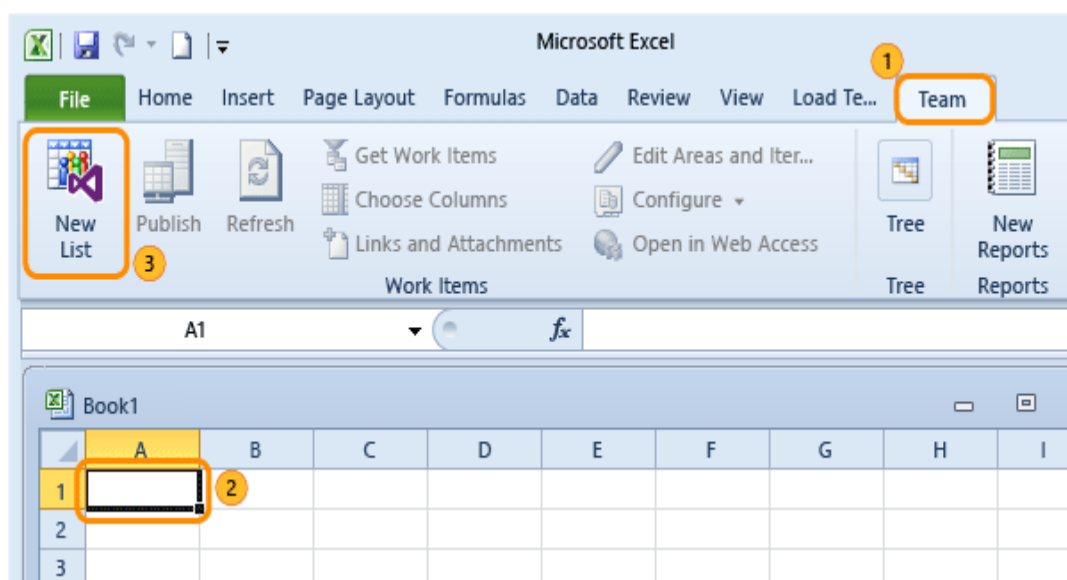 Microsoft Excel
1
File Home Insert Page Layout Formulas Data Review View Load Te... Team
Get Work Items Edit Areas and Iter...
Choose Columns Configure
New List Publish Refresh Tree New Reports
Links and Attachments Open in Web Access
3
Work Items Tree Reports
A1 fx
Book1
A B C D E F G H I
1 2
2
3